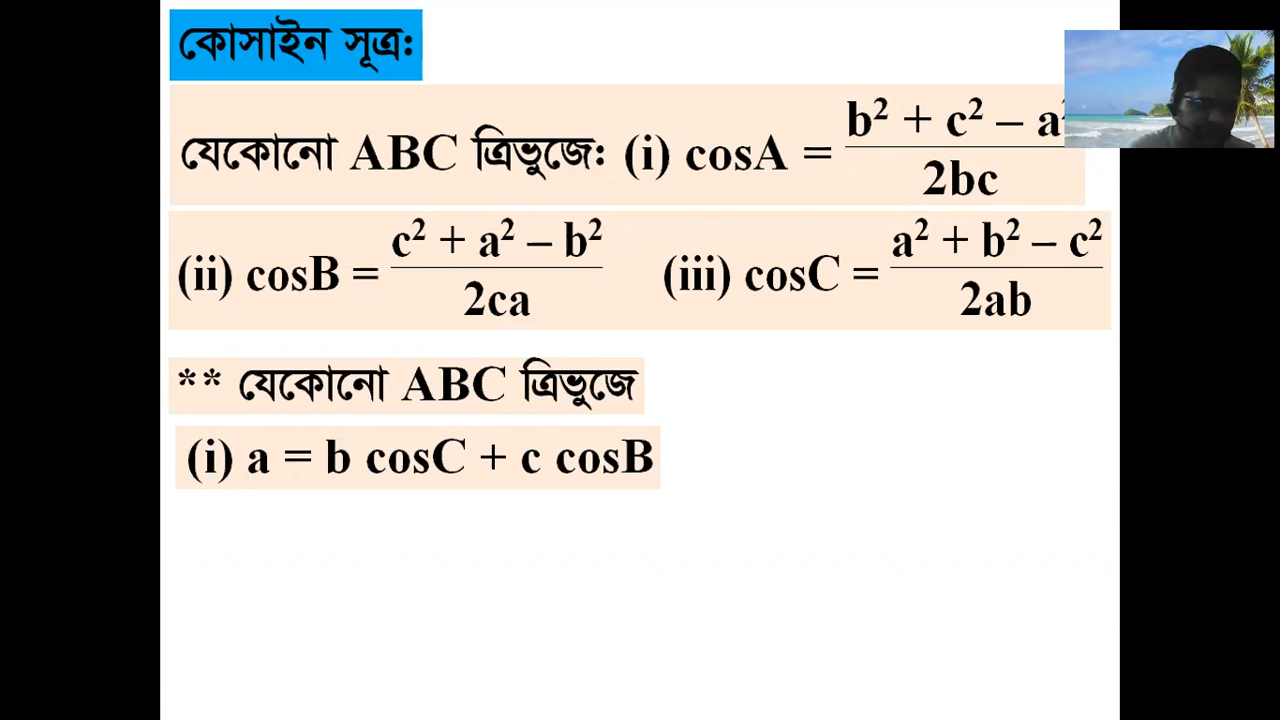 কোসাইন সূত্র:
যেকোনো ABC ত্রিভুজে: (i) cosA = (b² + c² – a²)/2bc
(ii) cosB = (c² + a² – b²)/2ca (iii) cosC = (a² + b² – c²)/2ab
** যেকোনো ABC ত্রিভুজে
(i) a = b cosC + c cosB